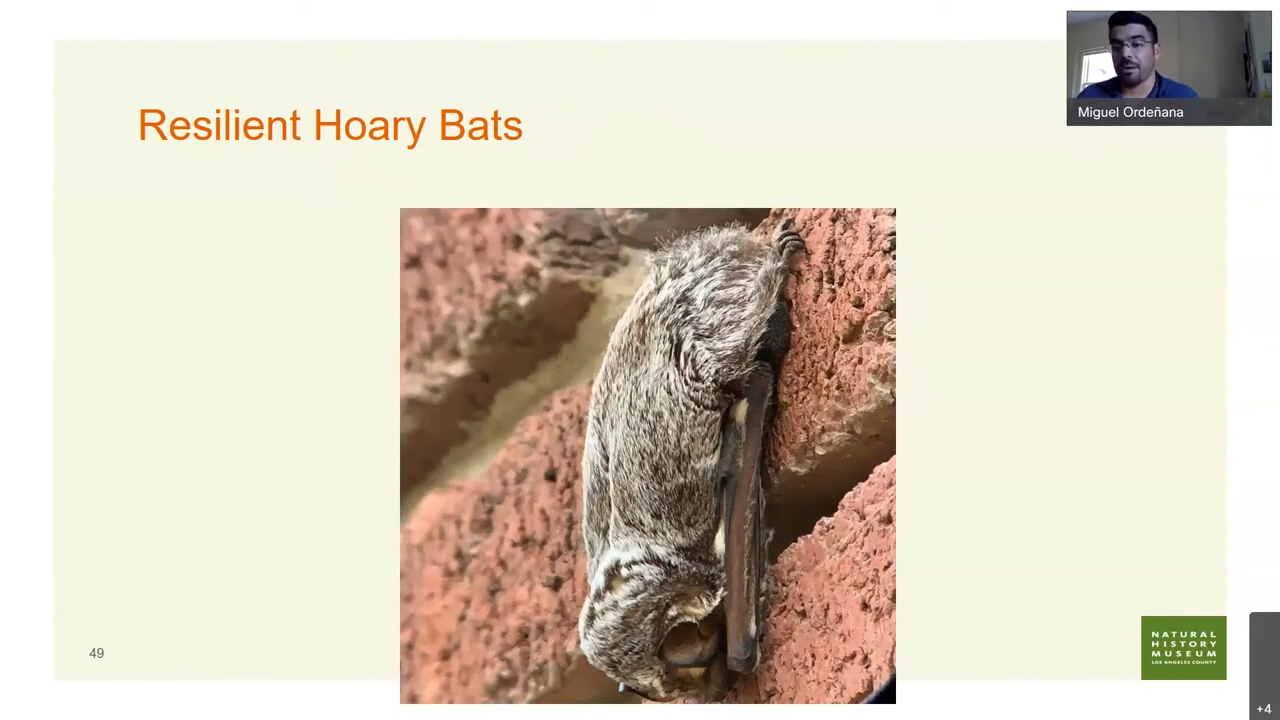 Resilient Hoary Bats
Miguel Ordeñana
49
NATURAL
HISTORY
MUSEUM
LOS ANGELES COUNTY
+4